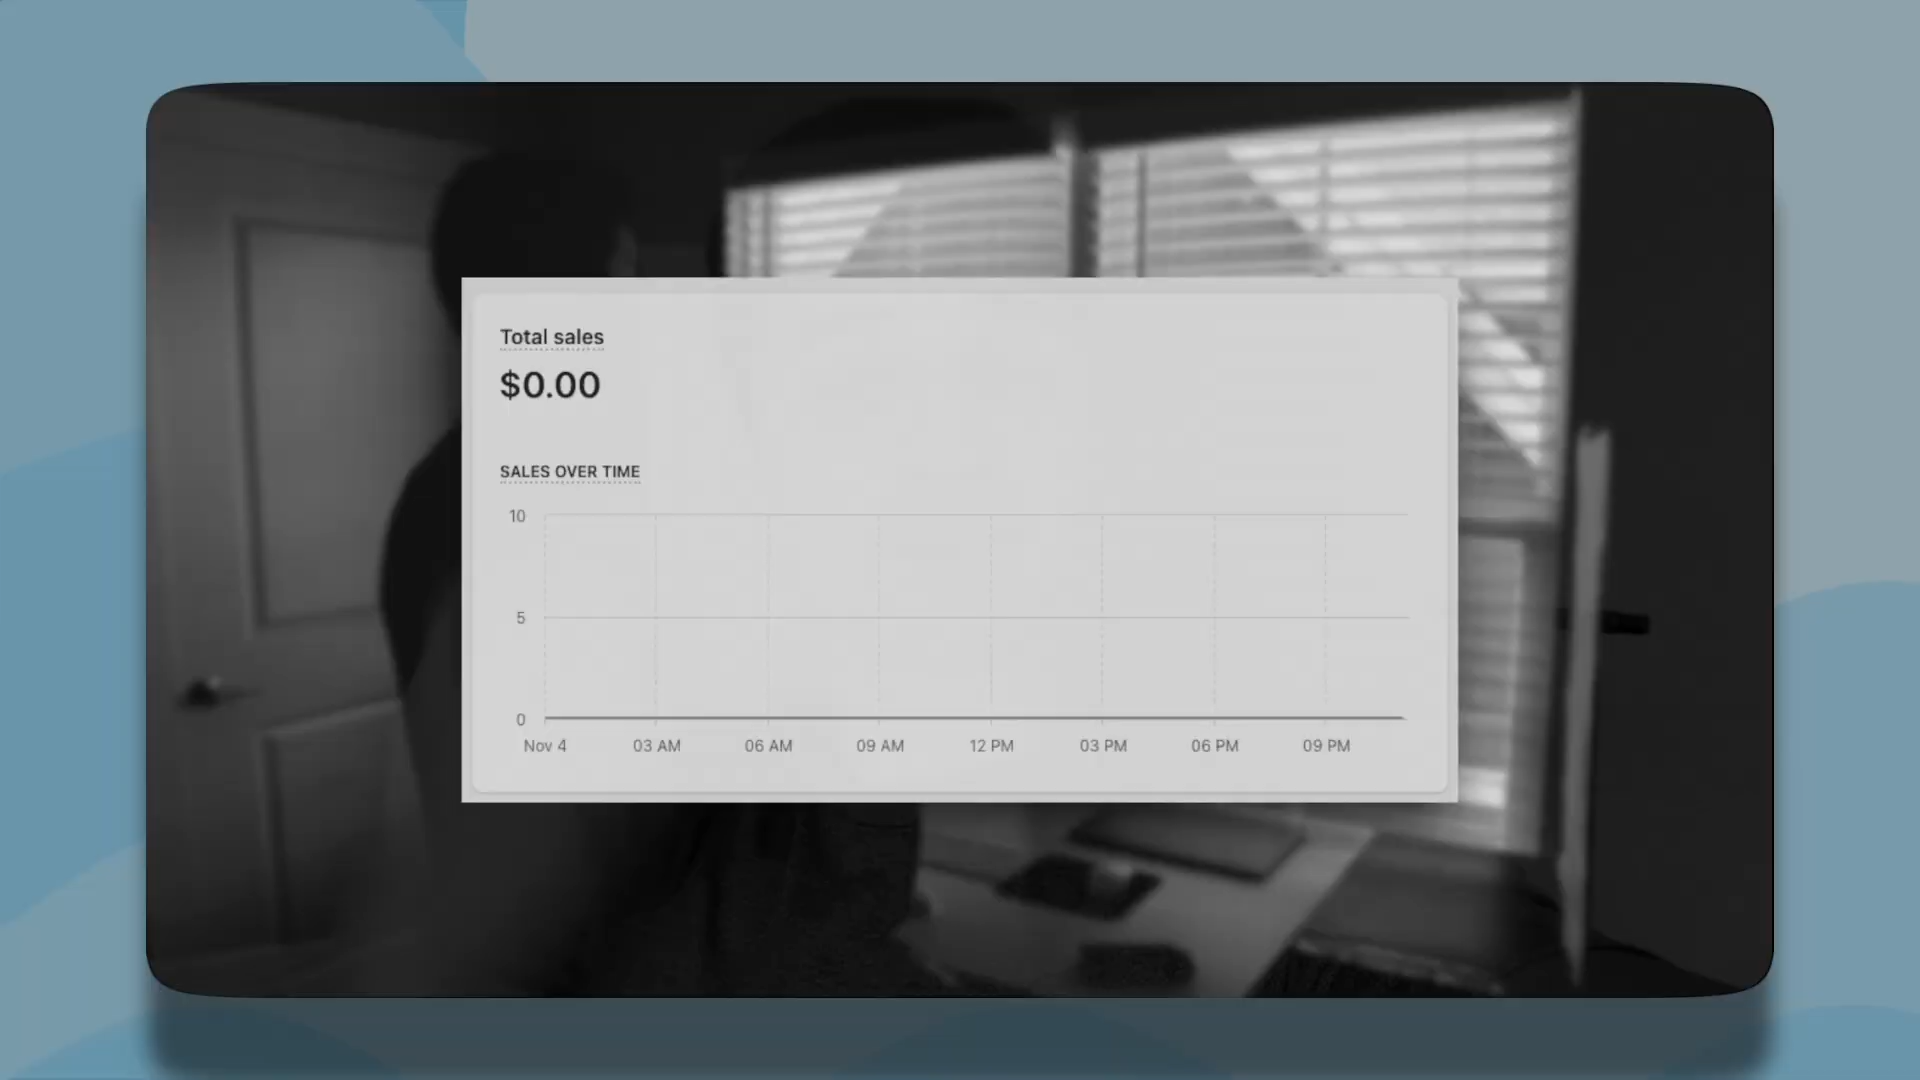 Total sales
$0.00
SALES OVER TIME
10
5
0
Nov 4 03 AM 06 AM 09 AM 12 PM 03 PM 06 PM 09 PM